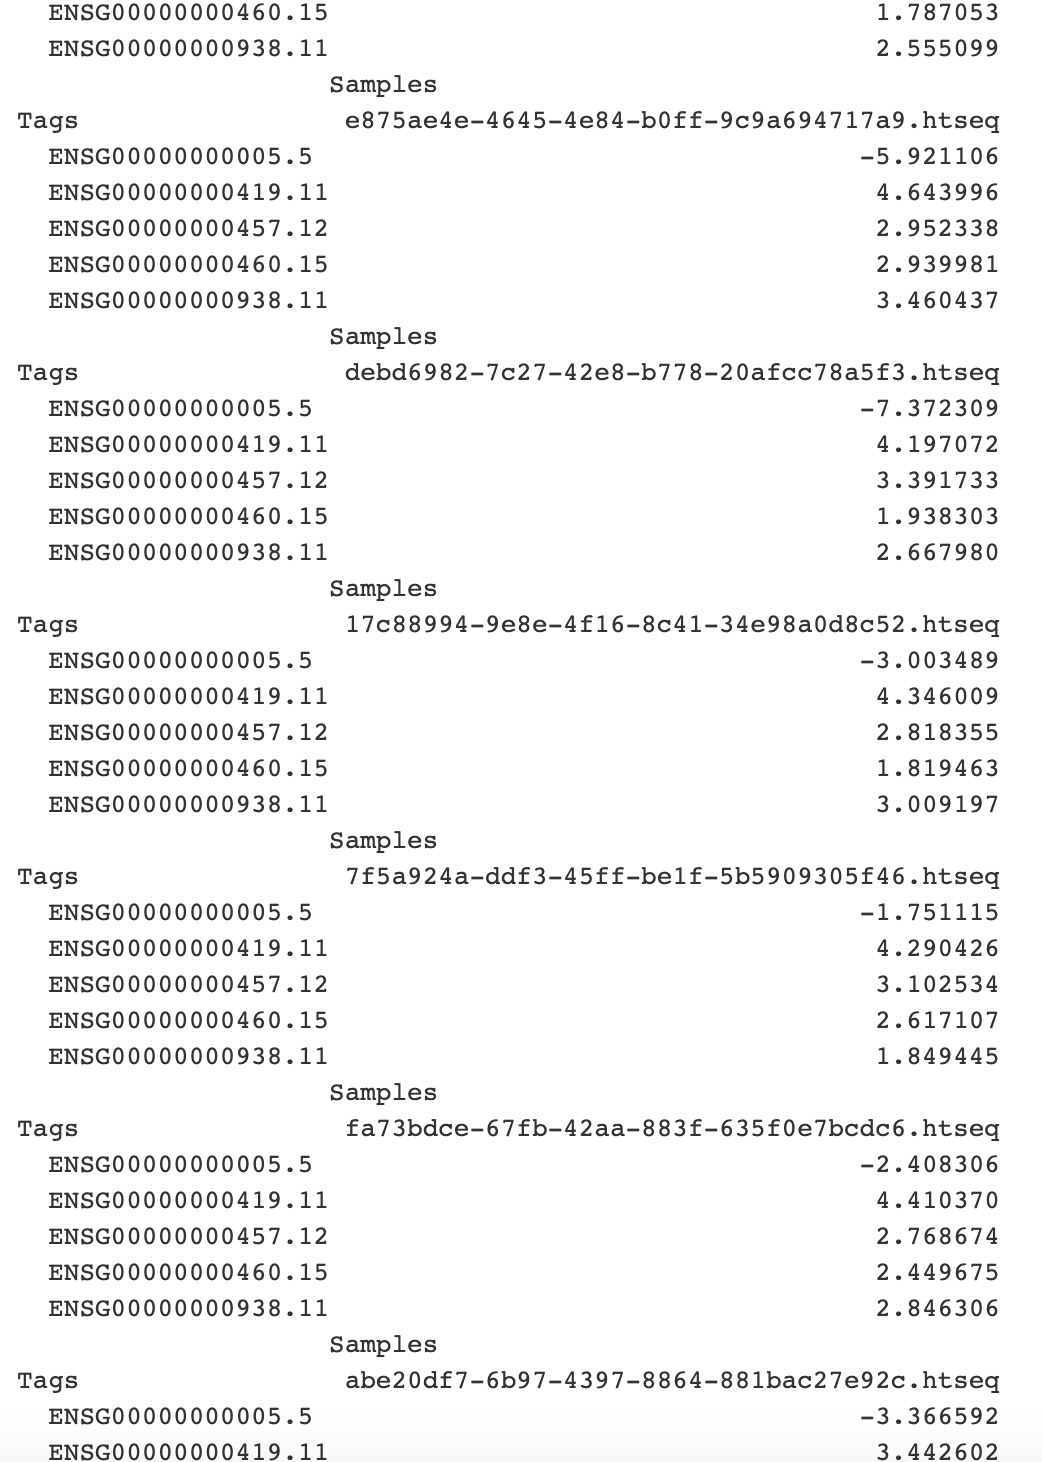 ENSG00000000460.15 1.787053
ENSG00000000938.11 2.555099
Samples
Tags e875ae4e-4645-4e84-b0ff-9c9a694717a9.htseq
ENSG00000000005.5 -5.921106
ENSG00000000419.11 4.643996
ENSG00000000457.12 2.952338
ENSG00000000460.15 2.939981
ENSG00000000938.11 3.460437
Samples
Tags debd6982-7c27-42e8-b778-20afcc78a5f3.htseq
ENSG00000000005.5 -7.372309
ENSG00000000419.11 4.197072
ENSG00000000457.12 3.391733
ENSG00000000460.15 1.938303
ENSG00000000938.11 2.667980
Samples
Tags 17c88994-9e8e-4f16-8c41-34e98a0d8c52.htseq
ENSG00000000005.5 -3.003489
ENSG00000000419.11 4.346009
ENSG00000000457.12 2.818355
ENSG00000000460.15 1.819463
ENSG00000000938.11 3.009197
Samples
Tags 7f5a924a-ddf3-45ff-be1f-5b5909305f46.htseq
ENSG00000000005.5 -1.751115
ENSG00000000419.11 4.290426
ENSG00000000457.12 3.102534
ENSG00000000460.15 2.617107
ENSG00000000938.11 1.849445
Samples
Tags fa73bdce-67fb-42aa-883f-635f0e7bcdc6.htseq
ENSG00000000005.5 -2.408306
ENSG00000000419.11 4.410370
ENSG00000000457.12 2.768674
ENSG00000000460.15 2.449675
ENSG00000000938.11 2.846306
Samples
Tags abe20df7-6b97-4397-8864-881bac27e92c.htseq
ENSG00000000005.5 -3.366592
ENSG00000000419.11 3.442602